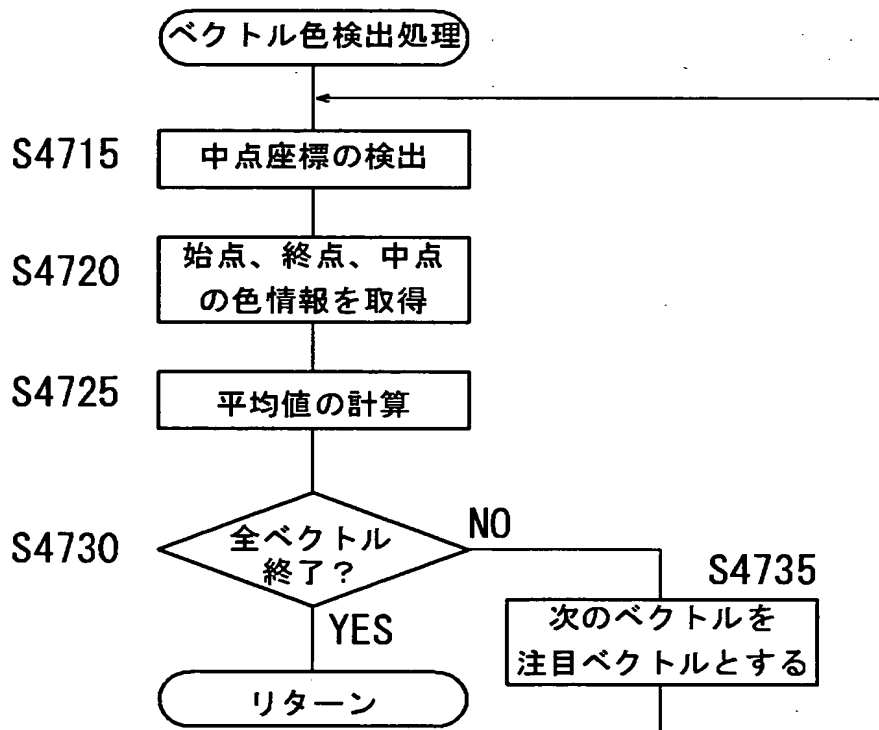 ベクトル色検出処理
S4715
中点座標の検出
S4720
始点、終点、中点
の色情報を取得
S4725
平均値の計算
S4730
全ベクトル
終了?
NO
YES
S4735
次のベクトルを
注目ベクトルとする
リターン